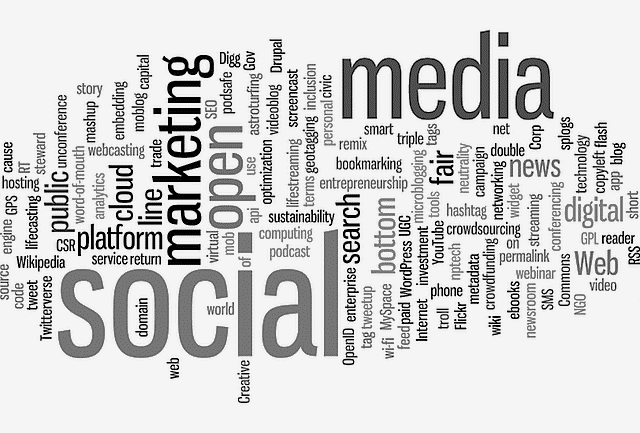 media
social
marketing
open
platform
public
cloud
line
search
bottom
fair
news
digital
Web
Digg
Gov
Drupal
capital
story
embedding
moblog
mashup
unconference
podsafe
SEO
astroturfing
videoblog
screencast
inclusion
civic
personal
smart
triple
tags
net
double
Corp
splogs
remix
bookmarking
entrepreneurship
cause
RT
steward
hosting
GPS
lifecasting
engine
word-of-mouth
webcasting
analytics
trade
use
optimization
lifestreaming
geotagging
terms
api
sustainability
computing
podcast
virtual
mob
of
CSR
service
return
Wikipedia
source
code
tweet
Twitterverse
domain
web
world
Creative
microblogging
tools
neutrality
campaign
networking
widget
hashtag
crowdsourcing
streaming
conferencing
technology
copyleft
flash
app
blog
short
GPL
reader
RSS
video
on
permalink
webinar
Commons
NGO
UGC
WordPress
paid
feed
MySpace
wi-fi
enterprise
OpenID
tag
tweetup
investment
Internet
YouTube
nptech
phone
troll
Flickr
metadata
crowdfunding
wiki
ebooks
newsroom
SMS